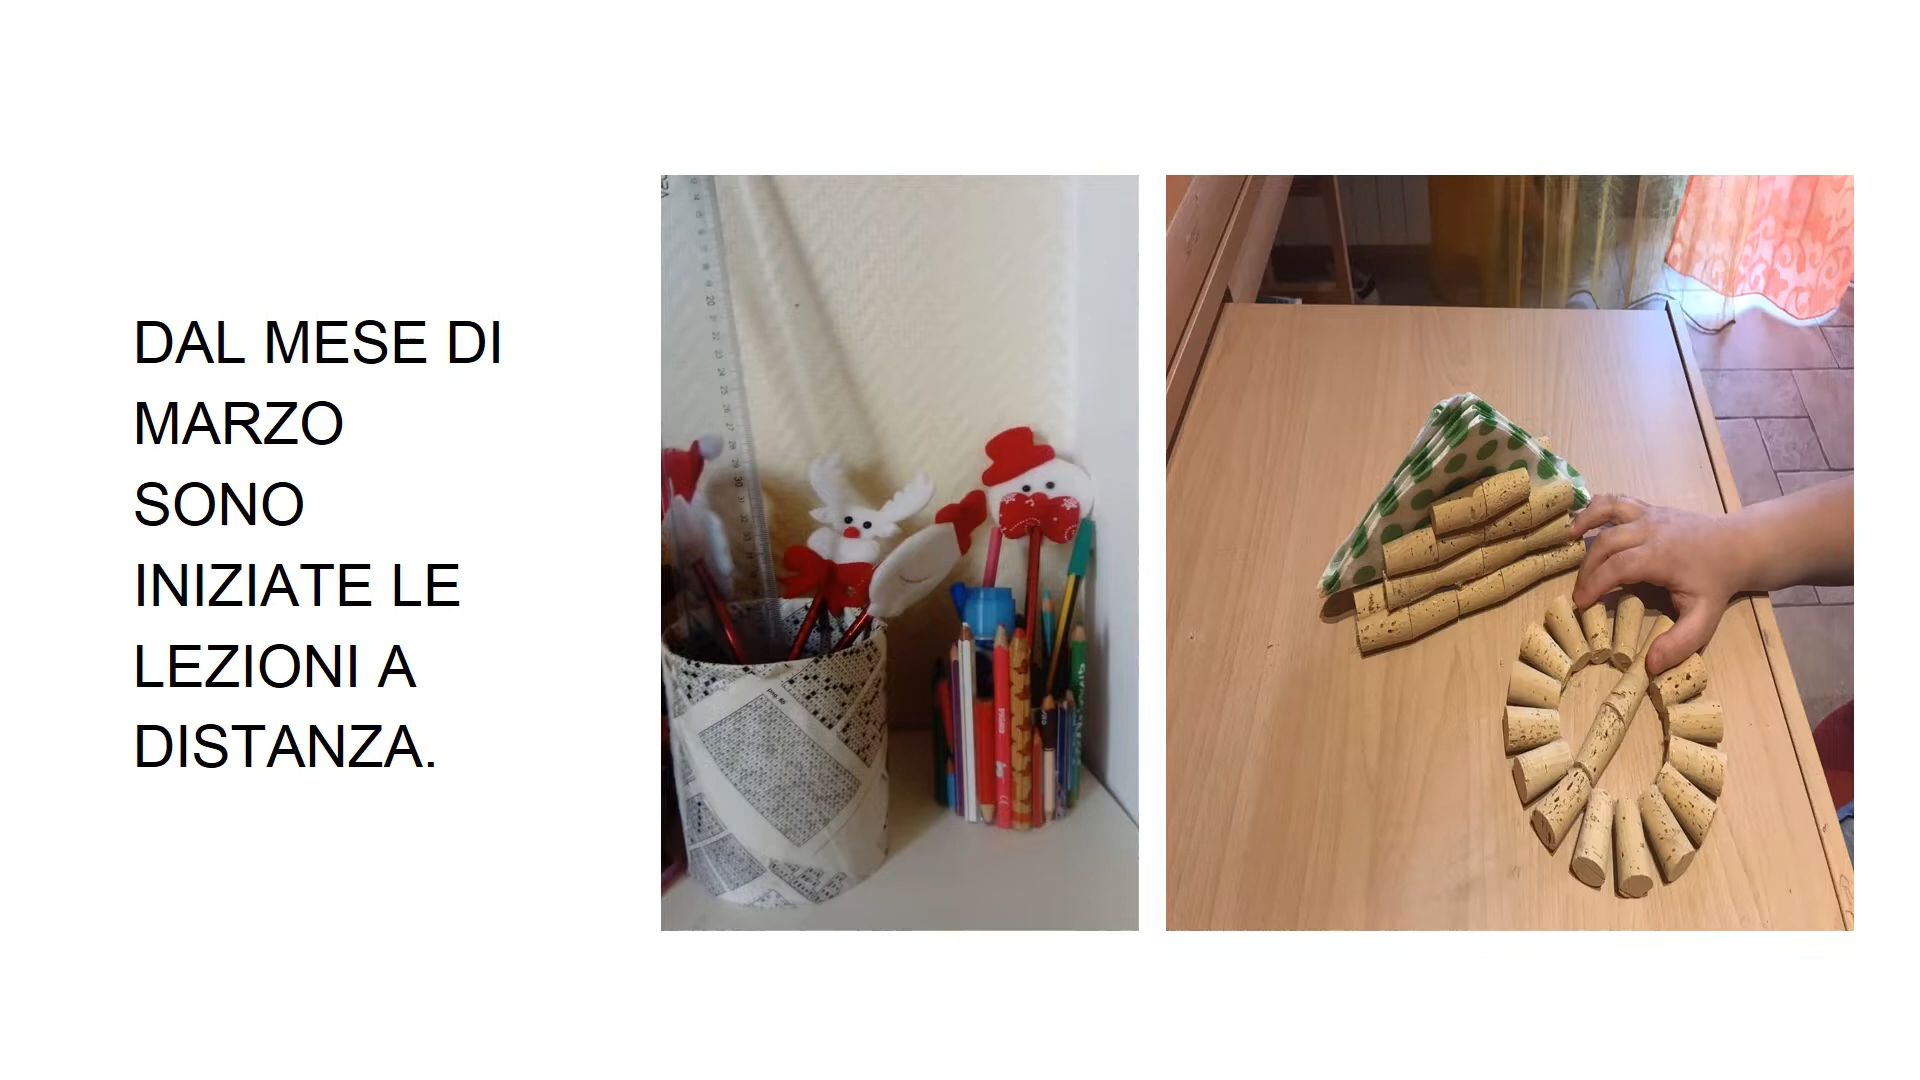 DAL MESE DI
MARZO
SONO
INIZIATE LE
LEZIONI A
DISTANZA.